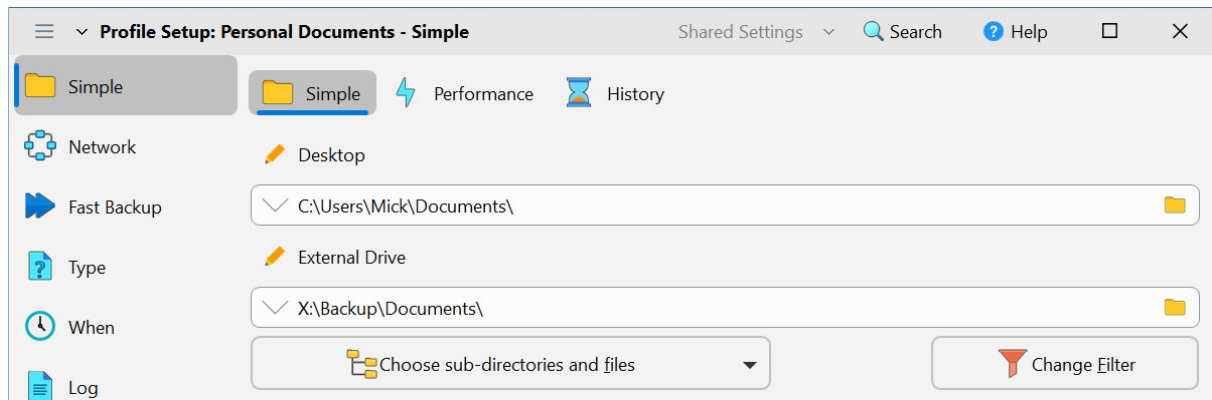 Profile Setup: Personal Documents - Simple
Shared Settings
Search
Help
Simple
Network
Fast Backup
Type
When
Log
Simple
Performance
History
Desktop
C:\Users\Mick\Documents\
External Drive
X:\Backup\Documents\
Choose sub-directories and files
Change Filter